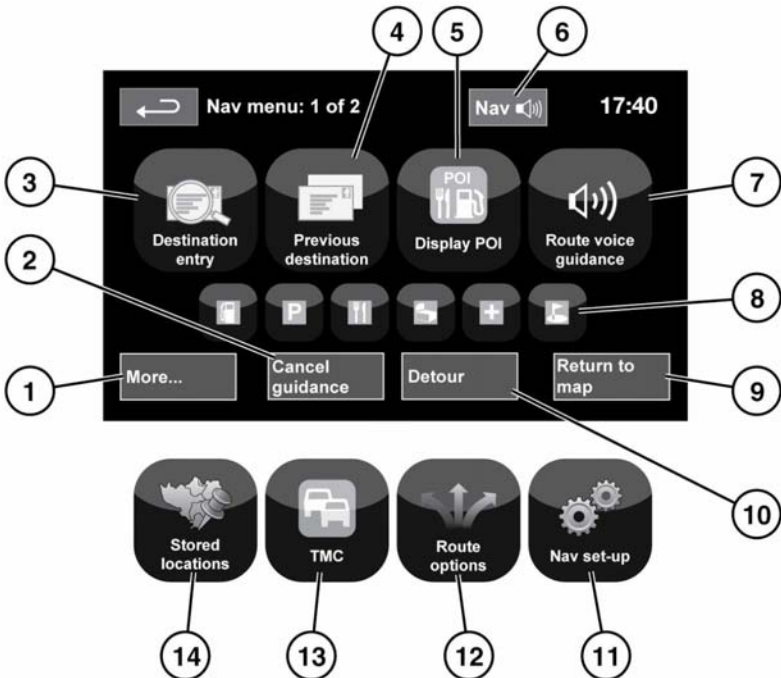 4 5 6
Nav menu: 1 of 2 Nav 17:40
3 7
POI
Destination
entry
Previous
destination
Display POI
Route voice
guidance
2
P
8
1
More...
Cancel
guidance
Detour
Return to
map
9
10
Stored
locations
TMC
Route
options
Nav set-up
14 13 12 11